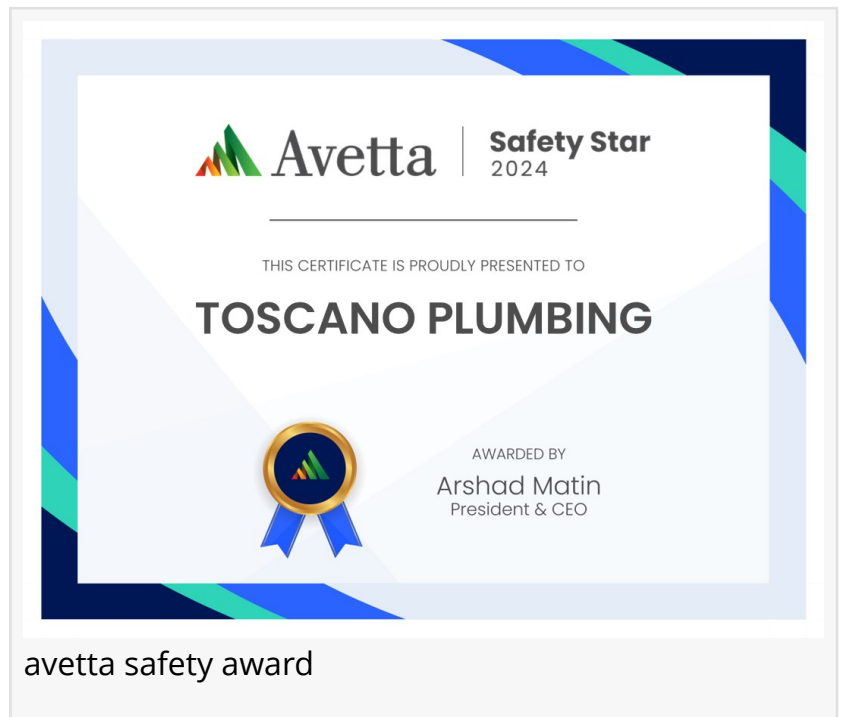 Avetta
Safety Star
2024
THIS CERTIFICATE IS PROUDLY PRESENTED TO
TOSCANO PLUMBING
AWARDED BY
Arshad Matin
President & CEO
avetta safety award